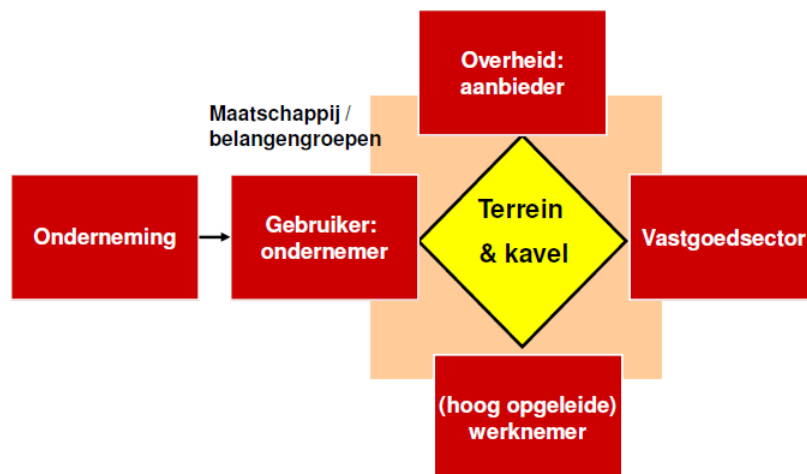 Overheid:
aanbieder
Maatschappij /
belangengroepen
Onderneming
Gebruiker:
ondernemer
Terrein
& kavel
Vastgoedsector
(hoog opgeleide)
werknemer